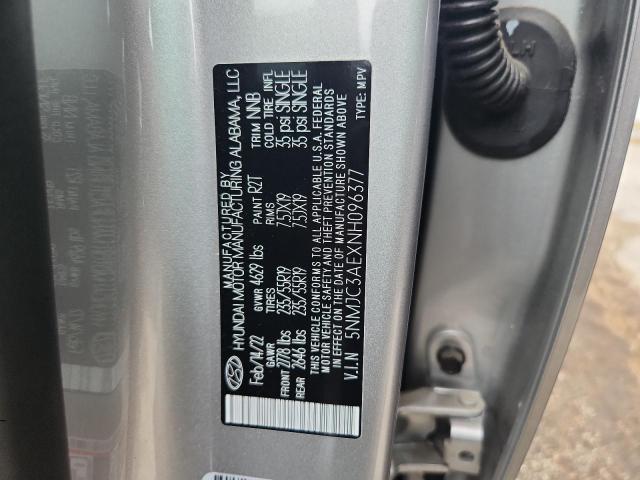 MANUFACTURED BY
HYUNDAI MOTOR MANUFACTURING ALABAMA, LLC
Feb/14/22 GVWR 4629 lbs PAINT R2T TRIM NNB
GAWR TIRES RIMS COLD TIRE INFL
FRONT 2778 lbs 235/55R19 7.5JX19 35 psi SINGLE
REAR 2646 lbs 235/55R19 7.5JX19 35 psi SINGLE
THIS VEHICLE CONFORMS TO ALL APPLICABLE U.S.A. FEDERAL
MOTOR VEHICLE SAFETY AND THEFT PREVENTION STANDARDS
IN EFFECT ON THE DATE OF MANUFACTURE SHOWN ABOVE
V.I.N 5NMJC3AEXNH096377 TYPE: MPV